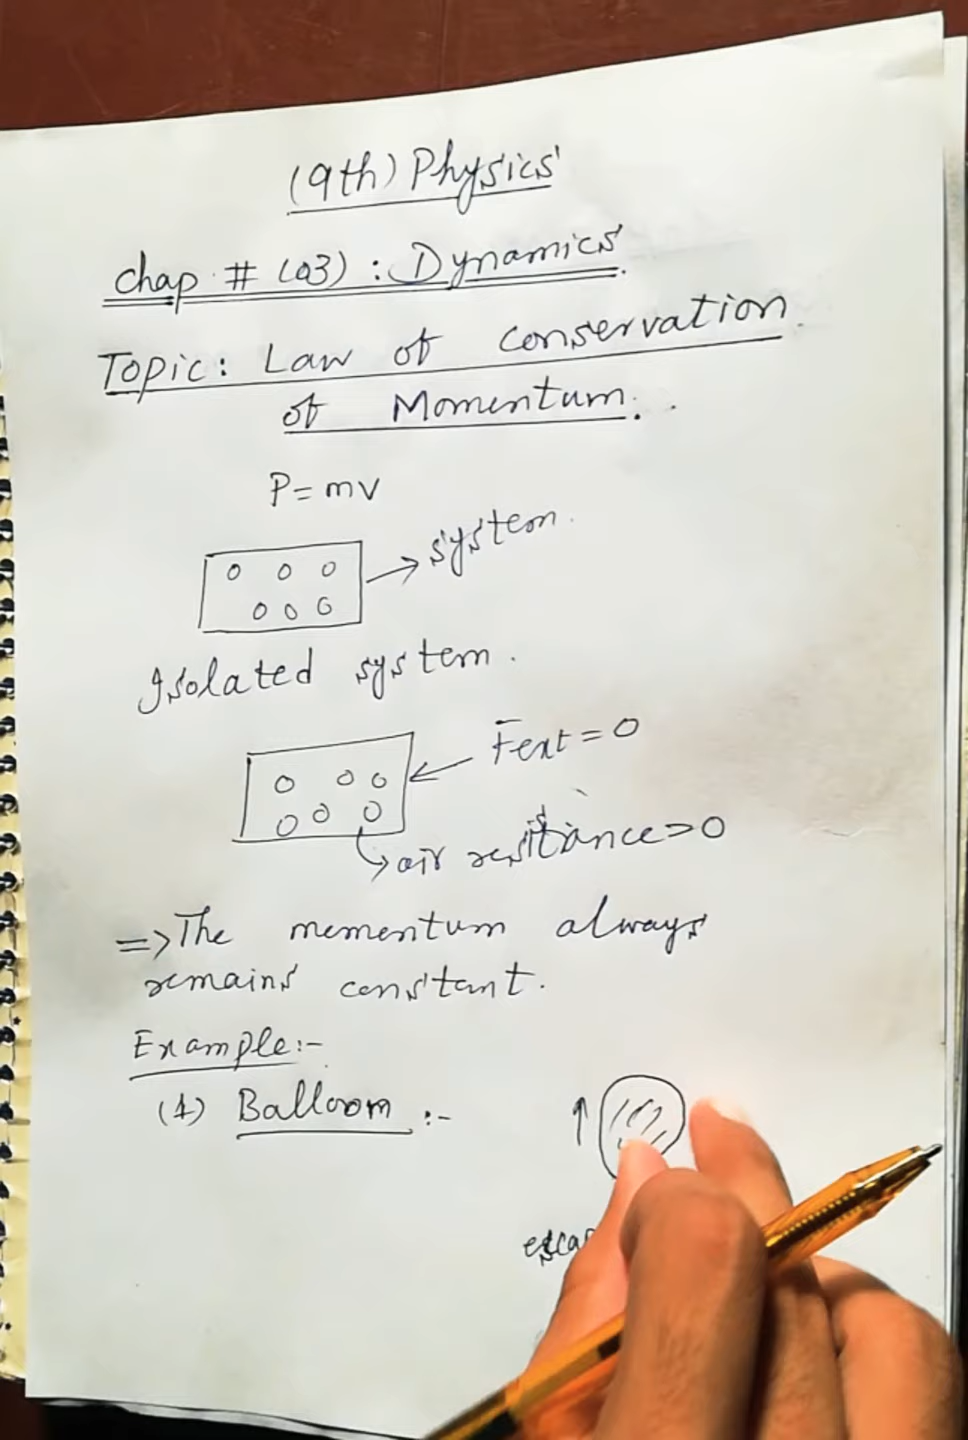 (9th) Physics
Chap # (03) : Dynamics.
Topic: Law of conservation
of Momentum.
P = mv
system.
Isolated system.
Fext = 0
air resistance = 0
=> The momentum always
remains constant.
Example:-
(1) Balloon :-